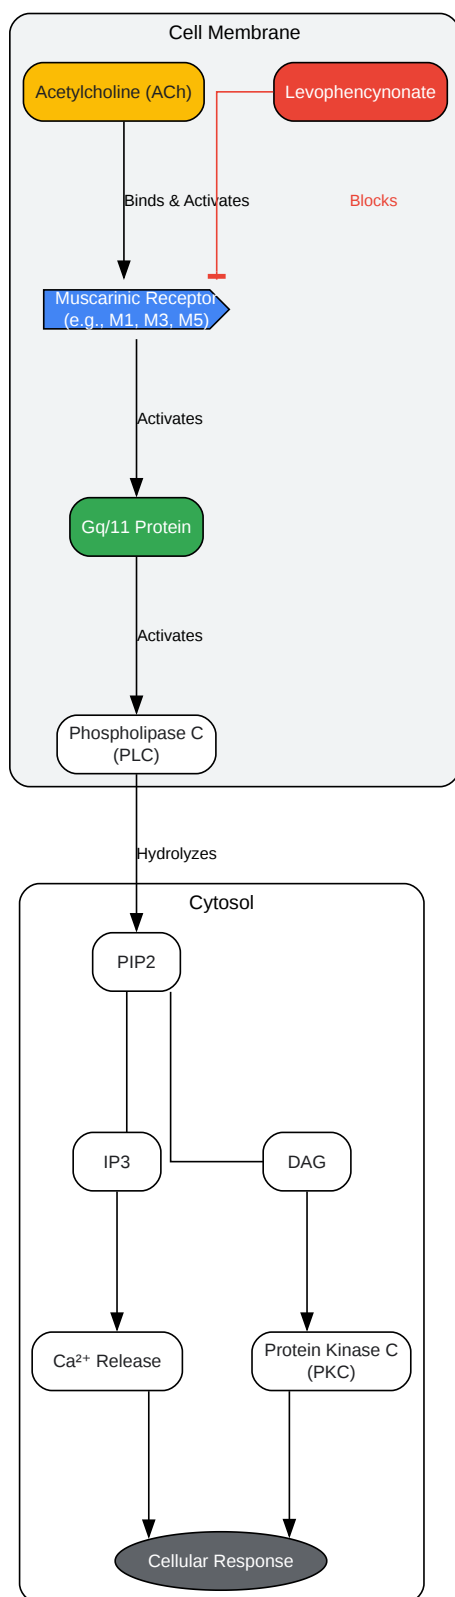 Cell Membrane
Acetylcholine (ACh)
Levophencynonate
Binds & Activates
Blocks
Muscarinic Receptor
(e.g., M1, M3, M5)
Activates
Gq/11 Protein
Activates
Phospholipase C
(PLC)
Hydrolyzes
Cytosol
PIP2
IP3
DAG
Ca²⁺ Release
Protein Kinase C
(PKC)
Cellular Response